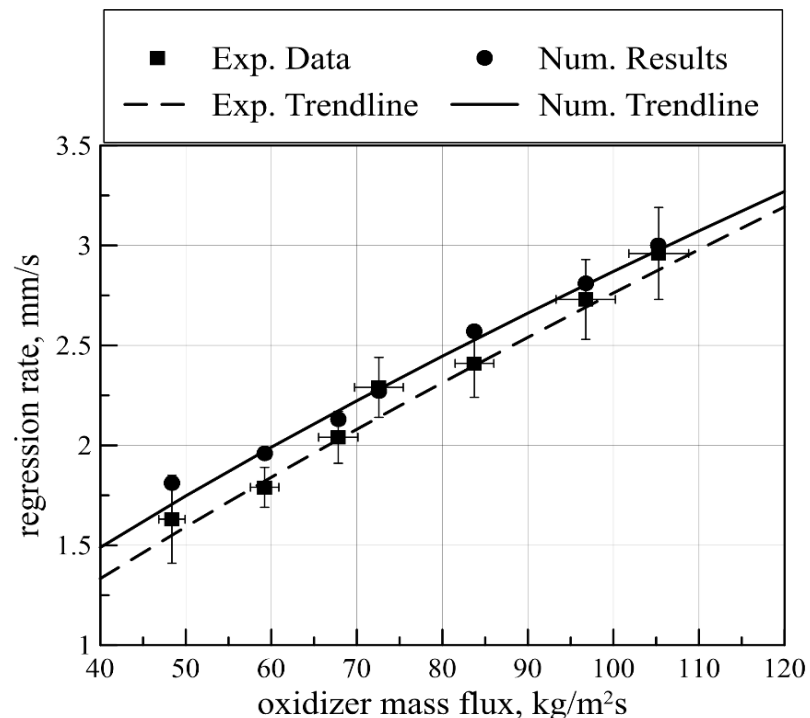 Exp. Data
Num. Results
Exp. Trendline
Num. Trendline
3.5
3
2.5
2
1.5
1
regression rate, mm/s
40 50 60 70 80 90 100 110 120
oxidizer mass flux, kg/m²s